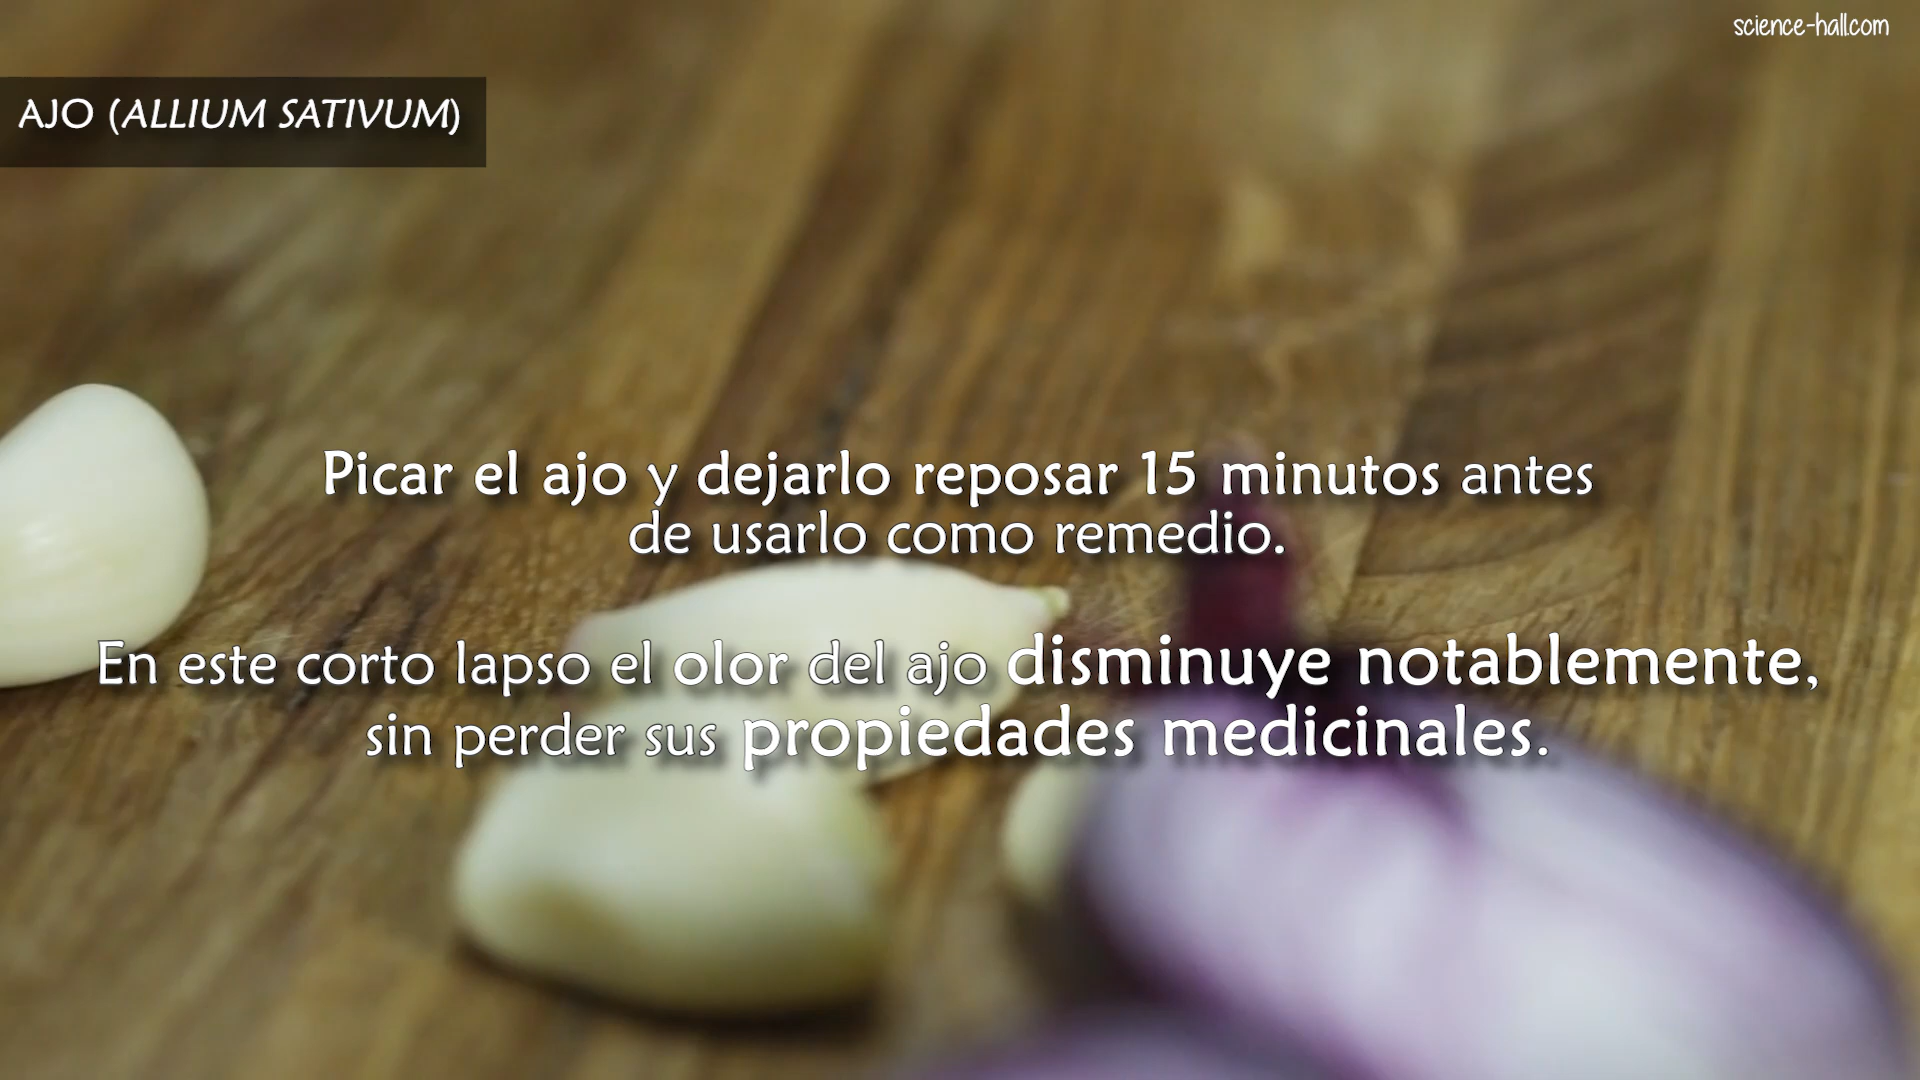 science-hall.com
AJO (ALLIUM SATIVUM)
Picar el ajo y dejarlo reposar 15 minutos antes
de usarlo como remedio.
En este corto lapso el olor del ajo disminuye notablemente,
sin perder sus propiedades medicinales.